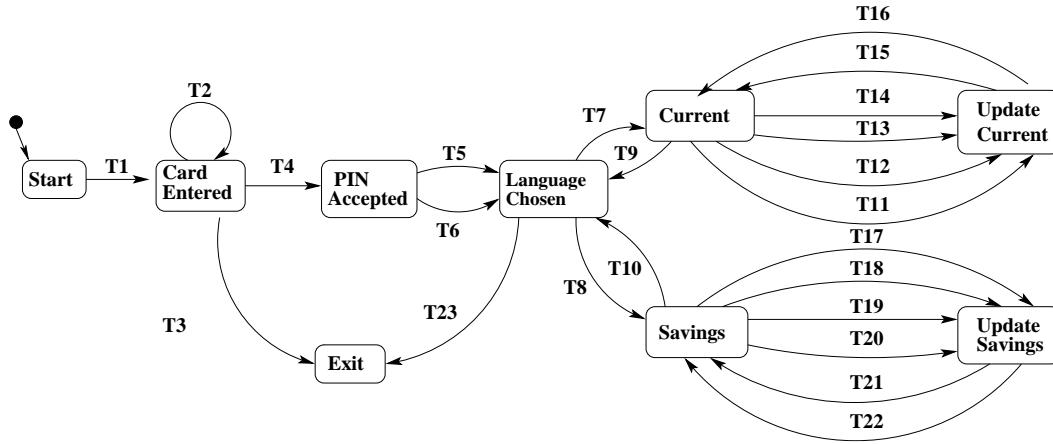 T16
T15
T2
T14
Update
Current
Current
T7
T13
T9
Start
T1
Card
Entered
T4
PIN
Accepted
T5
Language
Chosen
T12
T6
T11
T17
T10
T18
T8
T3
T23
T19
Savings
Update
Savings
T20
Exit
T21
T22